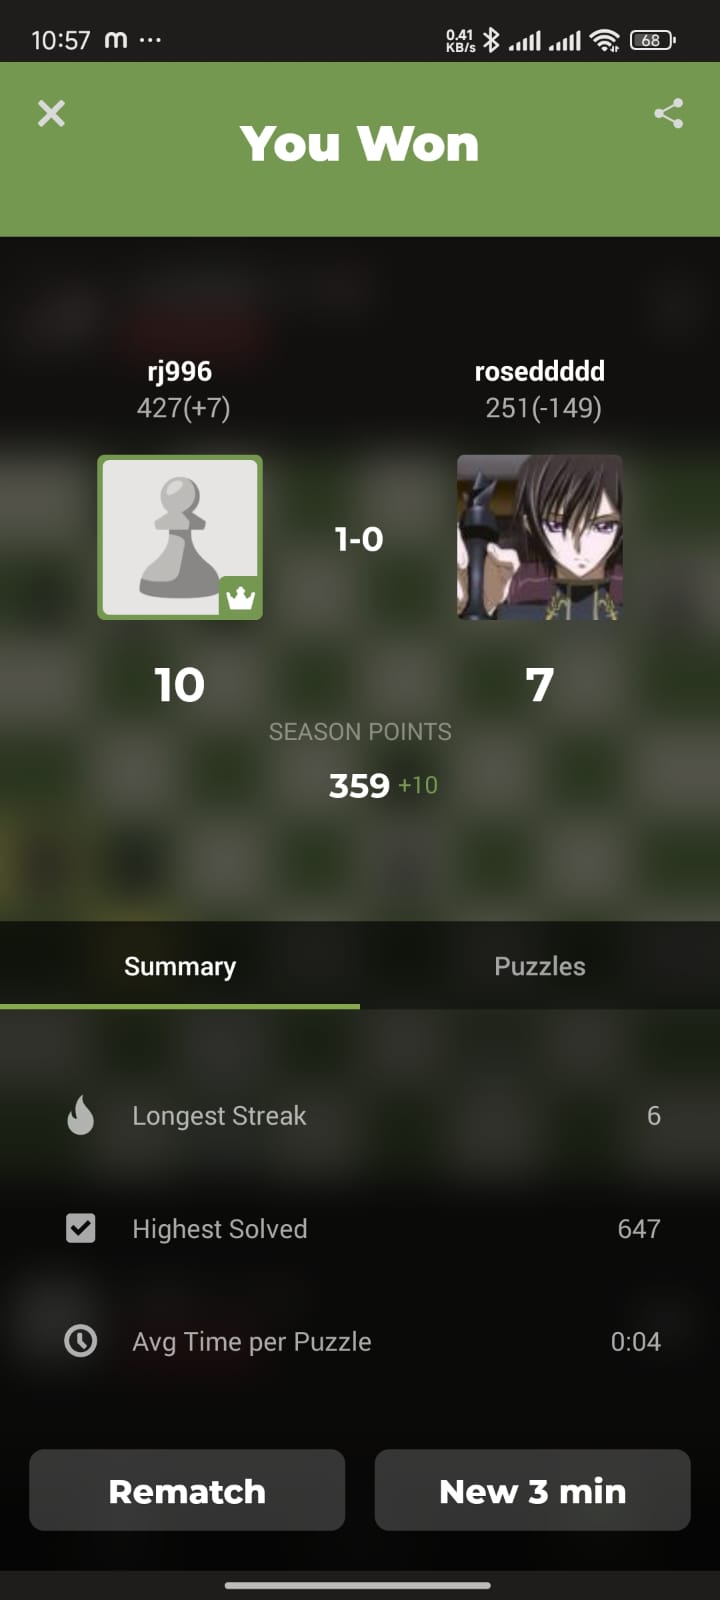 10:57 m ...
0.41
KB/s
68
You Won
rj996
427(+7)
roseddddd
251(-149)
1-0
10
7
SEASON POINTS
359 +10
Summary
Puzzles
Longest Streak 6
Highest Solved 647
Avg Time per Puzzle 0:04
Rematch
New 3 min